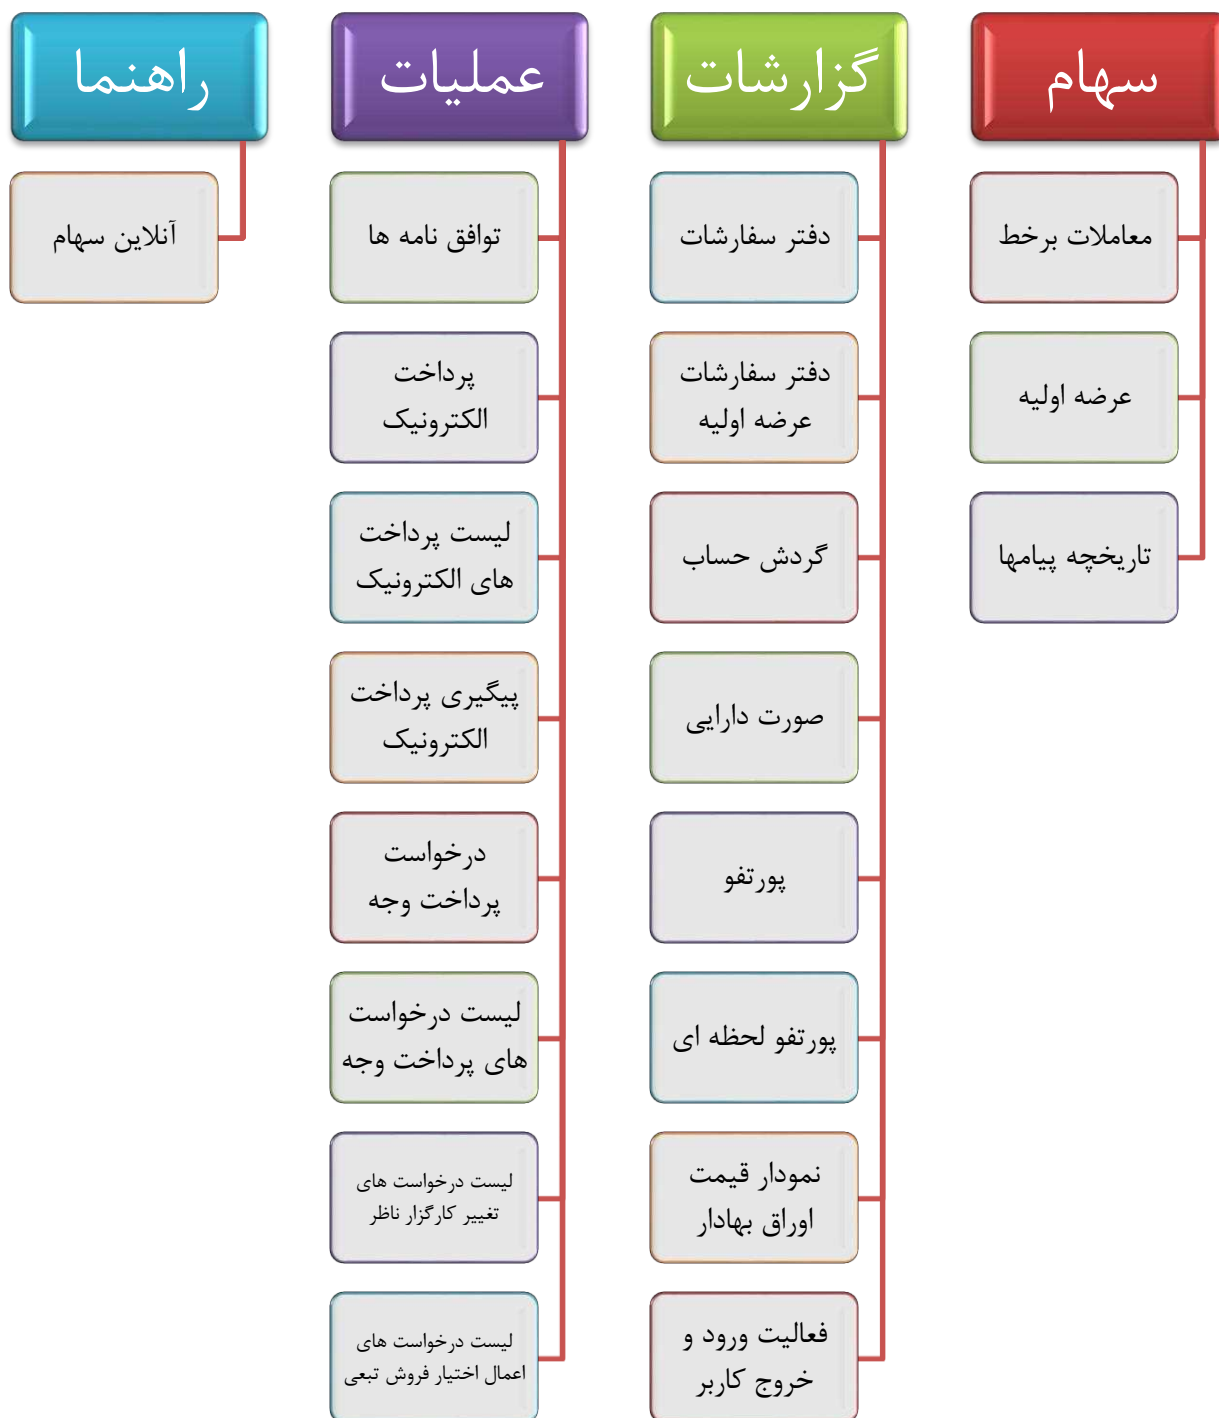 سهام
معاملات برخط
عرضه اولیه
تاریخچه پیامها
گزارشات
دفتر سفارشات
دفتر سفارشات
عرضه اولیه
گردش حساب
صورت دارایی
پورتفو
پورتفو لحظه ای
نمودار قیمت
اوراق بهادار
فعالیت ورود و
خروج کاربر
عملیات
توافق نامه ها
پرداخت
الکترونیک
لیست پرداخت
های الکترونیک
پیگیری پرداخت
الکترونیک
درخواست
پرداخت وجه
لیست درخواست
های پرداخت وجه
لیست درخواست های
تغییر کارگزار ناظر
لیست درخواست های
اعمال اختیار فروش تبعی
راهنما
آنلاین سهام